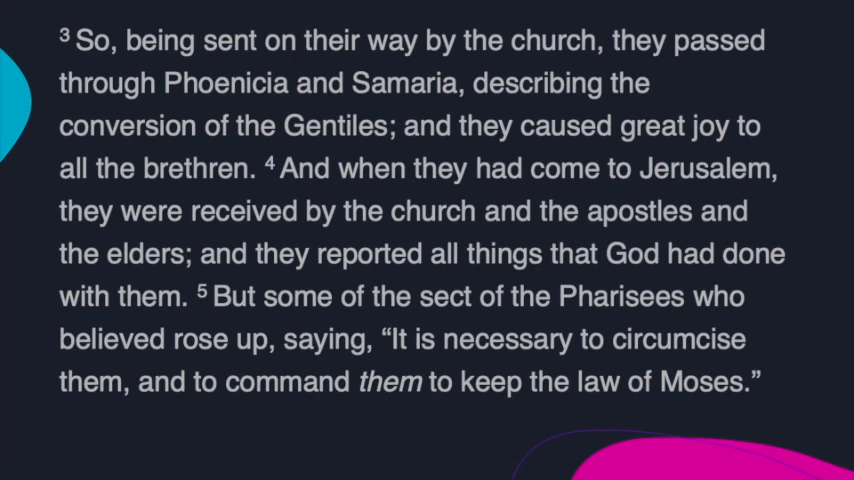 3 So, being sent on their way by the church, they passed
through Phoenicia and Samaria, describing the
conversion of the Gentiles; and they caused great joy to
all the brethren. 4 And when they had come to Jerusalem,
they were received by the church and the apostles and
the elders; and they reported all things that God had done
with them. 5 But some of the sect of the Pharisees who
believed rose up, saying, “It is necessary to circumcise
them, and to command them to keep the law of Moses.”